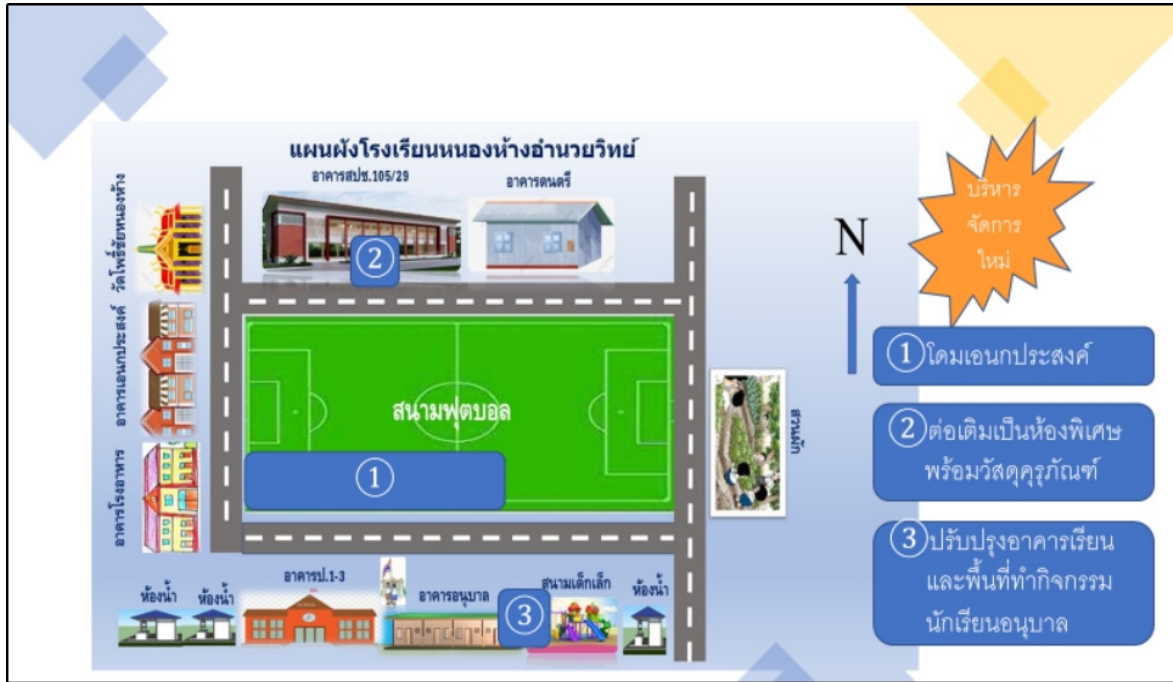 แผนผังโรงเรียนหนองห้างอำนวยวิทย์
อาคารสปช.105/29
อาคารดนตรี
วัดโพธิ์ชัยหนองห้าง
2
N
บริหาร
จัดการ
ใหม่
อาคารเอนกประสงค์
สนามฟุตบอล
สวนผัก
1 โดมเอนกประสงค์
2 ต่อเติมเป็นห้องพิเศษ
พร้อมวัสดุครุภัณฑ์
อาคารโรงอาหาร
1
3 ปรับปรุงอาคารเรียน
และพื้นที่ทำกิจกรรม
นักเรียนอนุบาล
ห้องน้ำ
ห้องน้ำ
อาคารป.1-3
อาคารอนุบาล
3
สนามเด็กเล็ก
ห้องน้ำ